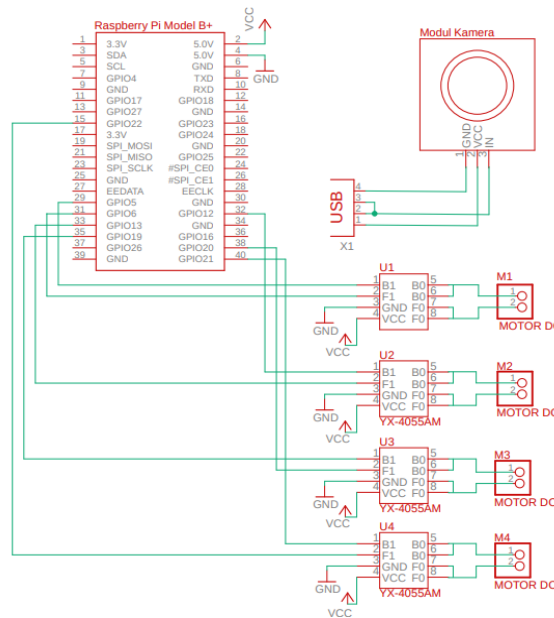 Raspberry Pi Model B+
VCC
GND
1 3.3V 5.0V 2
3 SDA 5.0V 4
5 SCL GND 6
7 GPIO4 TXD 8
9 GND RXD 10
11 GPIO17 GPIO18 12
13 GPIO27 GND 14
15 GPIO22 GPIO23 16
17 3.3V GPIO24 18
19 SPI_MOSI GND 20
21 SPI_MISO GPIO25 22
23 SPI_SCLK #SPI_CE0 24
25 GND #SPI_CE1 26
27 EEDATA EECLK 28
29 GPIO5 GND 30
31 GPIO6 GPIO12 32
33 GPIO13 GND 34
35 GPIO19 GPIO16 36
37 GPIO26 GPIO20 38
39 GND GPIO21 40
Modul Kamera
GND VCC IN
1 2 3
USB
4
3
2
1
X1
U1
1 B1 B0 5
2 F1 B0 6
3 GND F0 7
4 VCC F0 8
GND
VCC
M1
1
2
MOTOR DC
U2
1 B1 B0 5
2 F1 B0 6
3 GND F0 7
4 VCC F0 8
YX-4055AM
GND
VCC
M2
1
2
MOTOR DC
U3
1 B1 B0 5
2 F1 B0 6
3 GND F0 7
4 VCC F0 8
YX-4055AM
GND
VCC
M3
1
2
MOTOR DC
U4
1 B1 B0 5
2 F1 B0 6
3 GND F0 7
4 VCC F0 8
YX-4055AM
GND
VCC
M4
1
2
MOTOR DC